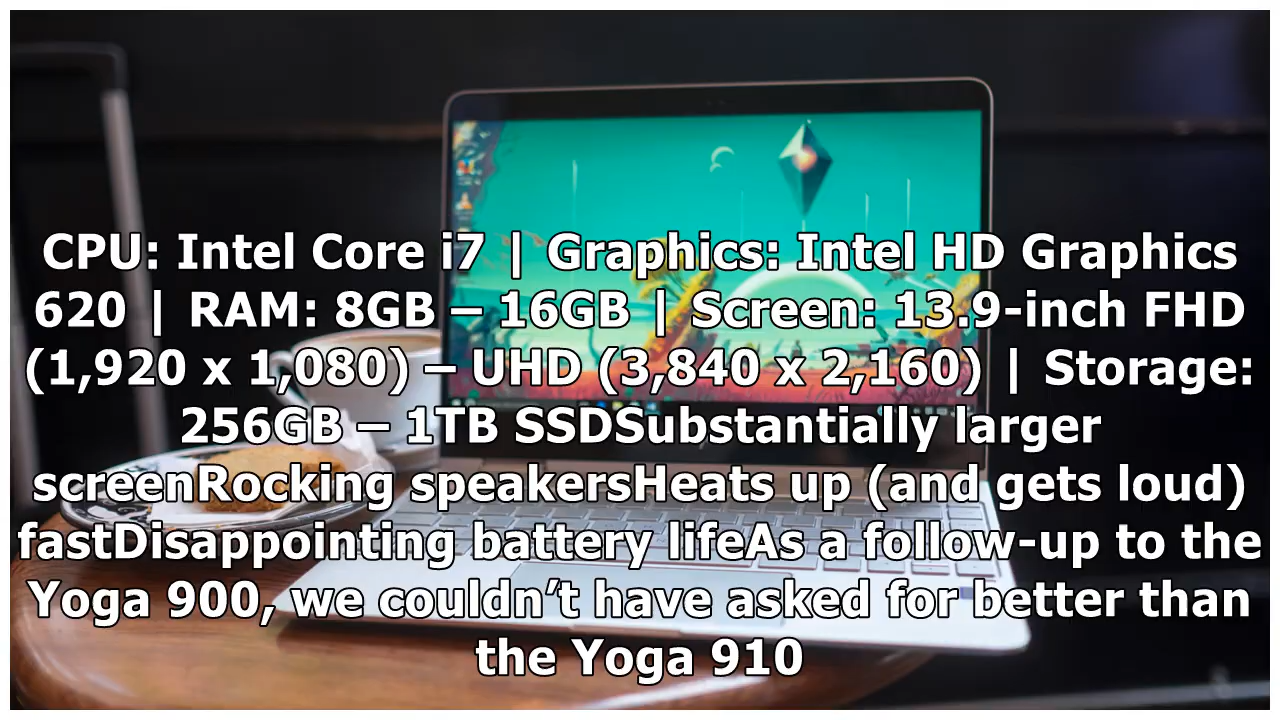 CPU: Intel Core i7 | Graphics: Intel HD Graphics
620 | RAM: 8GB – 16GB | Screen: 13.9-inch FHD
(1,920 x 1,080) – UHD (3,840 x 2,160) | Storage:
256GB – 1TB SSDSubstantially larger
screenRocking speakersHeats up (and gets loud)
fastDisappointing battery lifeAs a follow-up to the
Yoga 900, we couldn’t have asked for better than
the Yoga 910